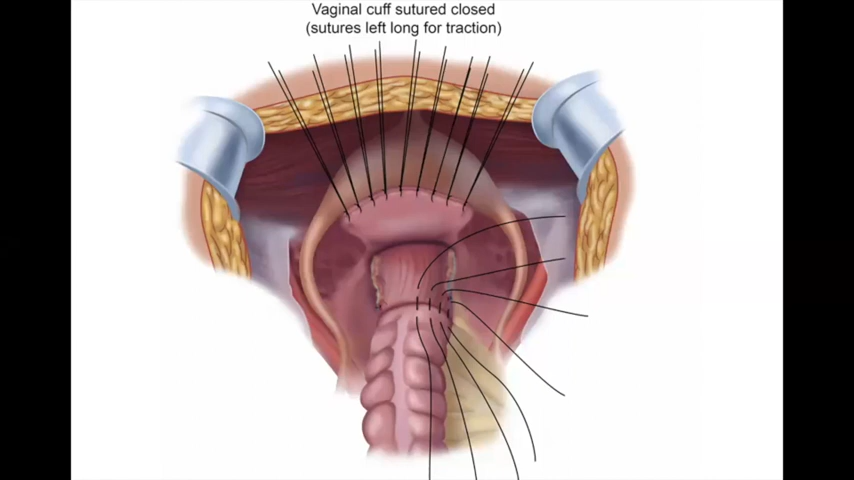 Vaginal cuff sutured closed
(sutures left long for traction)